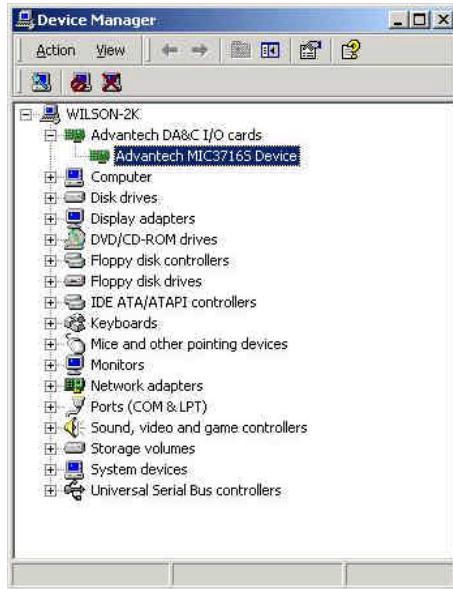 Device Manager
Action View
WILSON-2K
Advantech DA&C I/O cards
Advantech MIC3716S Device
Computer
Disk drives
Display adapters
DVD/CD-ROM drives
Floppy disk controllers
Floppy disk drives
IDE ATA/ATAPI controllers
Keyboards
Mice and other pointing devices
Monitors
Network adapters
Ports (COM & LPT)
Sound, video and game controllers
Storage volumes
System devices
Universal Serial Bus controllers